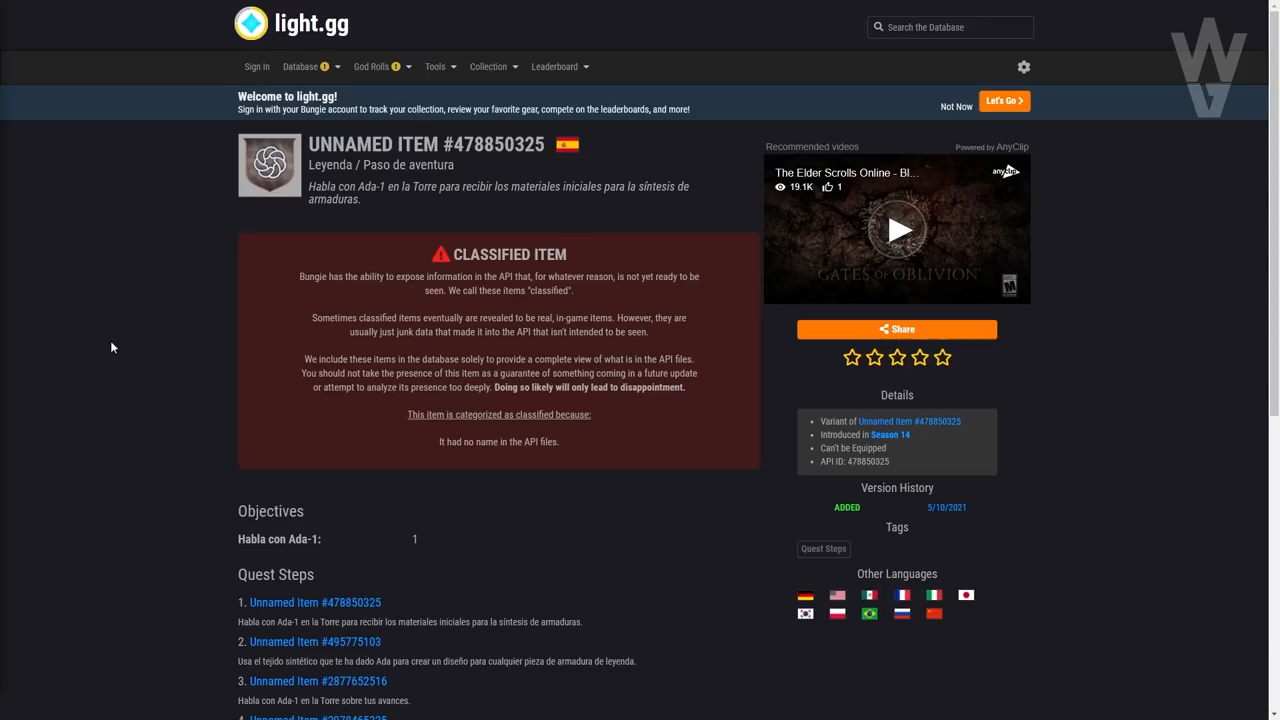 light.gg
Search the Database
Sign In
Database
God Rolls
Tools
Collection
Leaderboard
Welcome to light.gg!
Sign in with your Bungie account to track your collection, review your favorite gear, compete on the leaderboards, and more!
Not Now
Let's Go
UNNAMED ITEM #478850325
Leyenda / Paso de aventura
Habla con Ada-1 en la Torre para recibir los materiales iniciales para la síntesis de
armaduras.
CLASSIFIED ITEM
Bungie has the ability to expose information in the API that, for whatever reason, is not yet ready to be
seen. We call these items "classified".
Sometimes classified items eventually are revealed to be real, in-game items. However, they are
usually just junk data that made it into the API that isn't intended to be seen.
We include these items in the database solely to provide a complete view of what is in the API files.
You should not take the presence of this item as a guarantee of something coming in a future update
or attempt to analyze its presence too deeply. Doing so likely will only lead to disappointment.
This item is categorized as classified because:
It had no name in the API files.
Objectives
Habla con Ada-1: 1
Quest Steps
1. Unnamed Item #478850325
Habla con Ada-1 en la Torre para recibir los materiales iniciales para la síntesis de armaduras.
2. Unnamed Item #495775103
Usa el tejido sintético que te ha dado Ada para crear un diseño para cualquier pieza de armadura de leyenda.
3. Unnamed Item #2877652516
Habla con Ada-1 en la Torre sobre tus avances.
Recommended videos
Powered by AnyClip
The Elder Scrolls Online - Bl...
anyclip
19.1K 1
GATES OF OBLIVION
M
Share
Details
Variant of Unnamed Item #478850325
Introduced in Season 14
Can't be Equipped
API ID: 478850325
Version History
ADDED 5/10/2021
Tags
Quest Steps
Other Languages